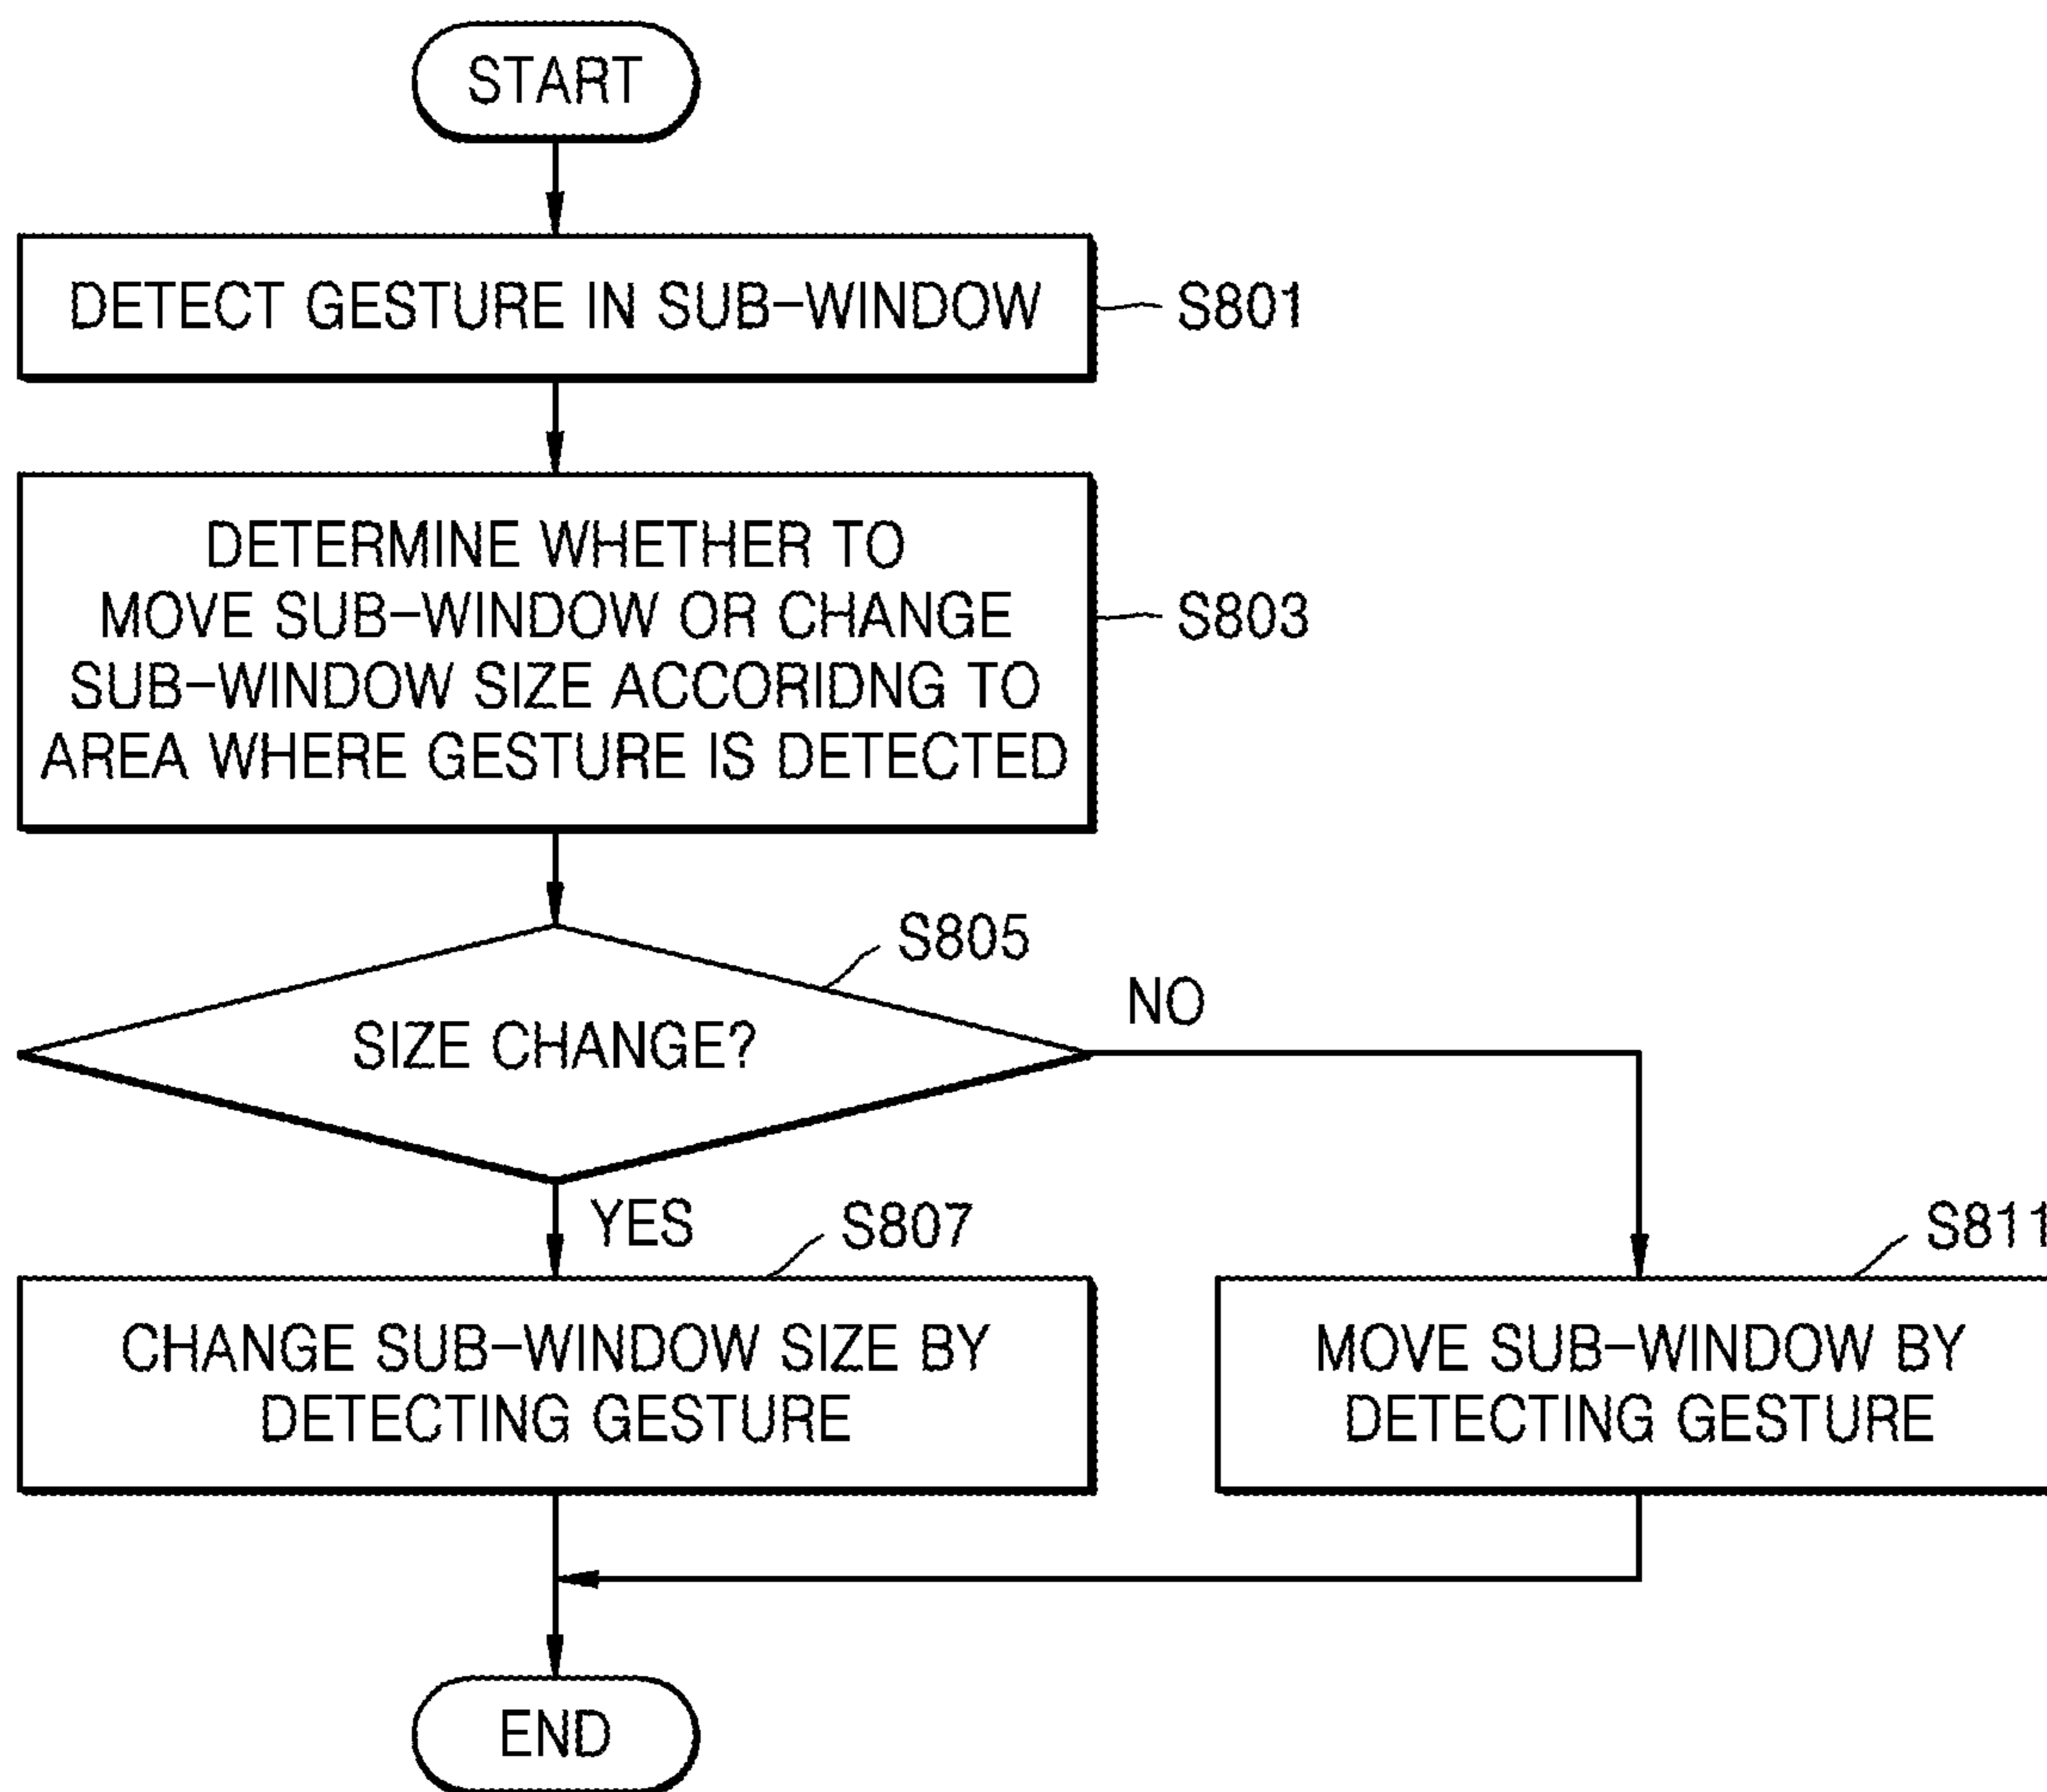 START
DETECT GESTURE IN SUB-WINDOW
S801
DETERMINE WHETHER TO
MOVE SUB-WINDOW OR CHANGE
SUB-WINDOW SIZE ACCORIDNG TO
AREA WHERE GESTURE IS DETECTED
S803
S805
SIZE CHANGE?
NO
YES
S807
CHANGE SUB-WINDOW SIZE BY
DETECTING GESTURE
S811
MOVE SUB-WINDOW BY
DETECTING GESTURE
END